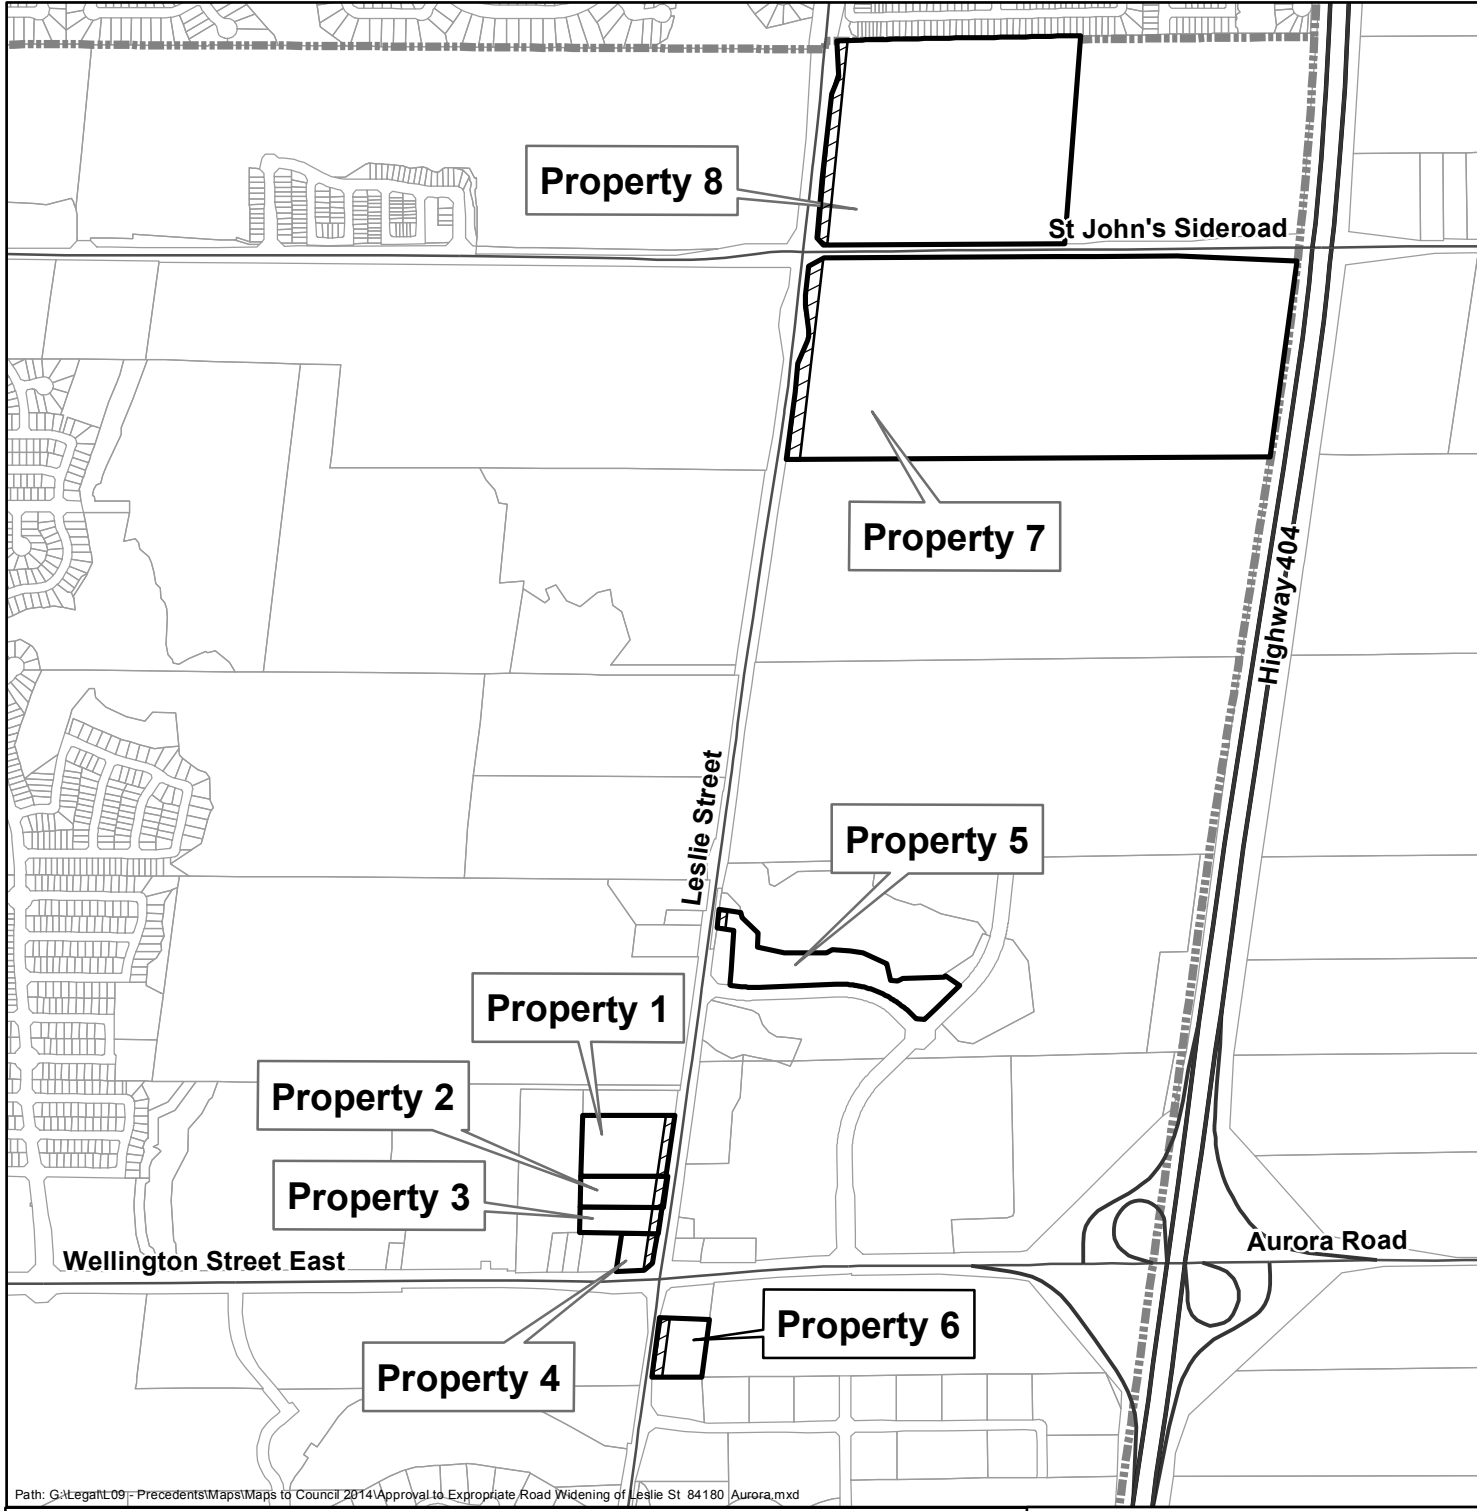 Property 8
St John's Sideroad
Property 7
Highway-404
Leslie Street
Property 5
Property 1
Property 2
Property 3
Wellington Street East
Aurora Road
Property 6
Property 4
Path: G:\Legal\L09 - Precedents\Maps\Maps to Council 2014\Approval to Expropriate Road Widening of Leslie St 84180 Aurora.mxd